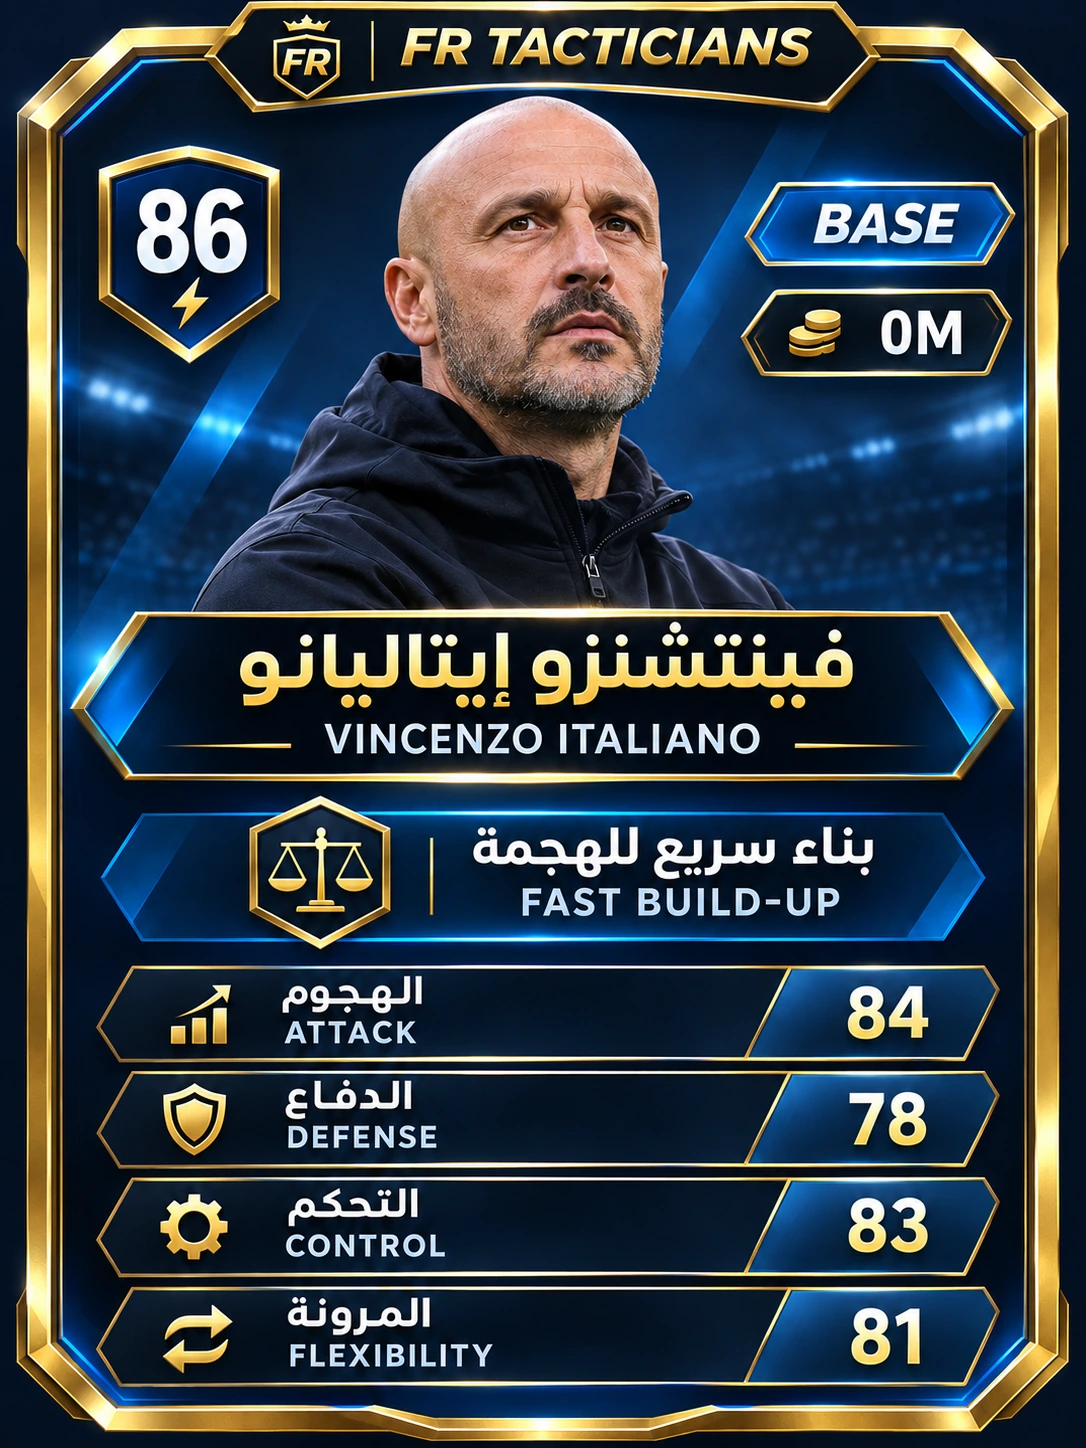 FR
FR TACTICIANS
86
BASE
0M
فينتشنزو إيتاليانو
VINCENZO ITALIANO
بناء سريع للهجمة
FAST BUILD-UP
الهجوم
ATTACK
84
الدفاع
DEFENSE
78
التحكم
CONTROL
83
المرونة
FLEXIBILITY
81